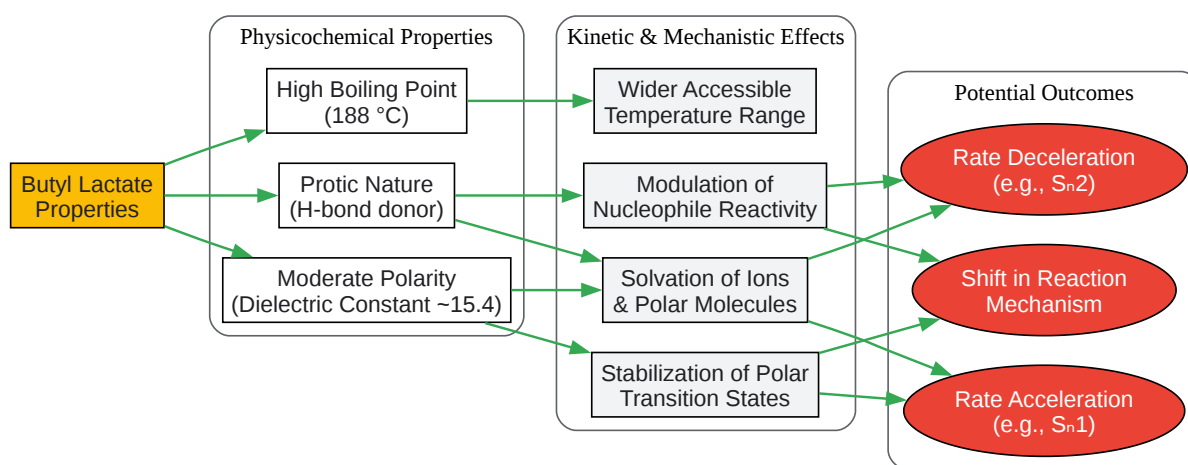 Physicochemical Properties
Kinetic & Mechanistic Effects
Potential Outcomes
Butyl Lactate
Properties
High Boiling Point
(188 °C)
Protic Nature
(H-bond donor)
Moderate Polarity
(Dielectric Constant ~15.4)
Wider Accessible
Temperature Range
Modulation of
Nucleophile Reactivity
Solvation of Ions
& Polar Molecules
Stabilization of Polar
Transition States
Rate Deceleration
(e.g., Sₙ2)
Shift in Reaction
Mechanism
Rate Acceleration
(e.g., Sₙ1)